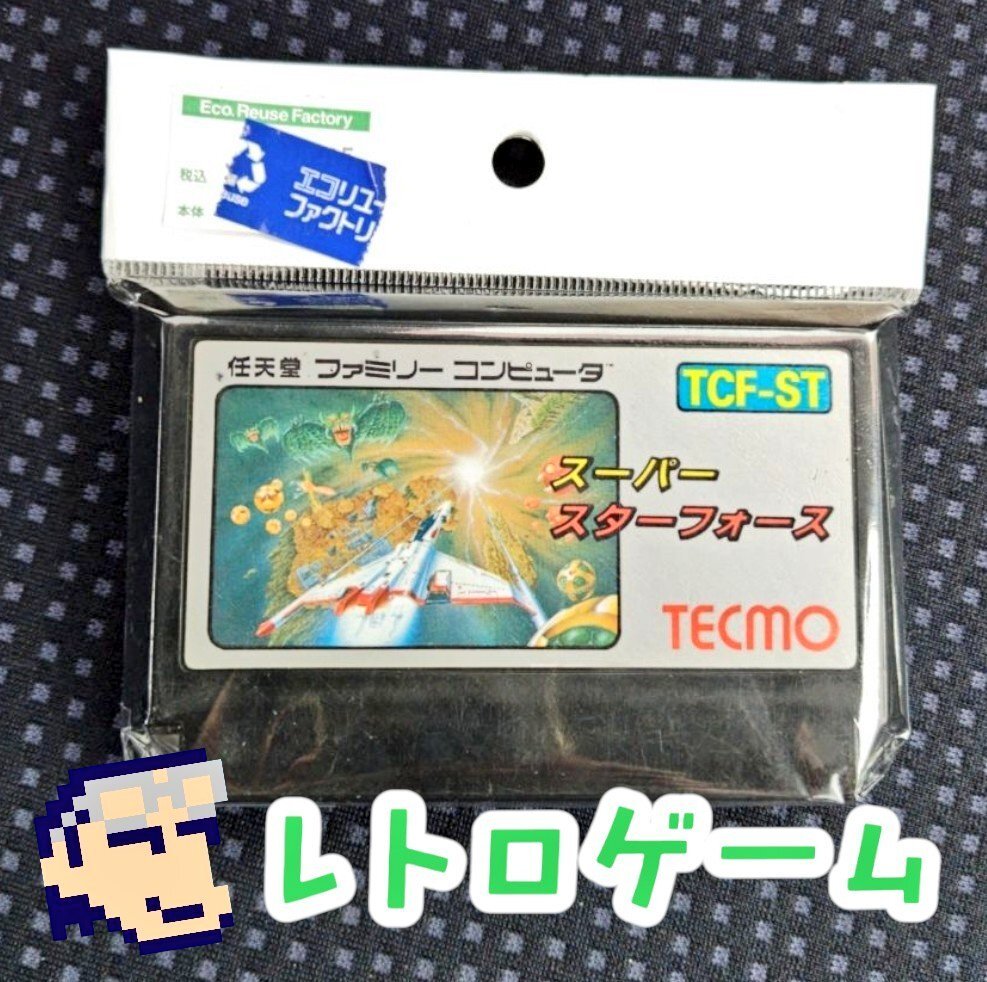 Eco.Reuse Factory
税込
本体
エコリユー
ファクトリ
任天堂 ファミリー コンピュータ™
TCF-ST
スーパー
スターフォース
TECMO
レトロゲーム